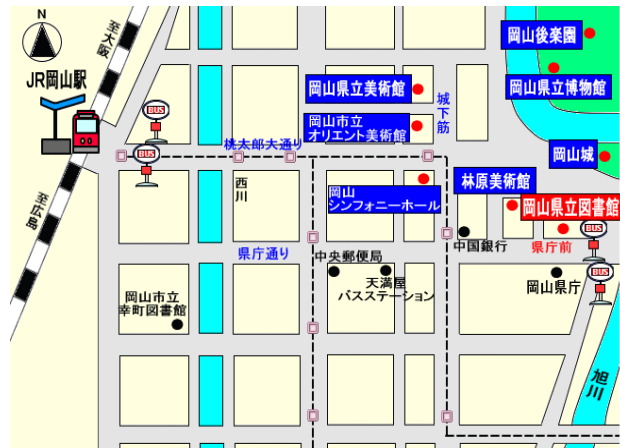 N
至大阪
JR岡山駅
BUS
BUS
至広島
岡山後楽園
岡山県立博物館
岡山県立美術館
城下筋
岡山市立
オリエント美術館
桃太郎大通り
岡山城
西川
岡山
シンフォニーホール
林原美術館
岡山県立図書館
中国銀行
県庁前
BUS
県庁通り
中央郵便局
天満屋
バスステーション
岡山県庁
BUS
岡山市立
幸町図書館
旭川